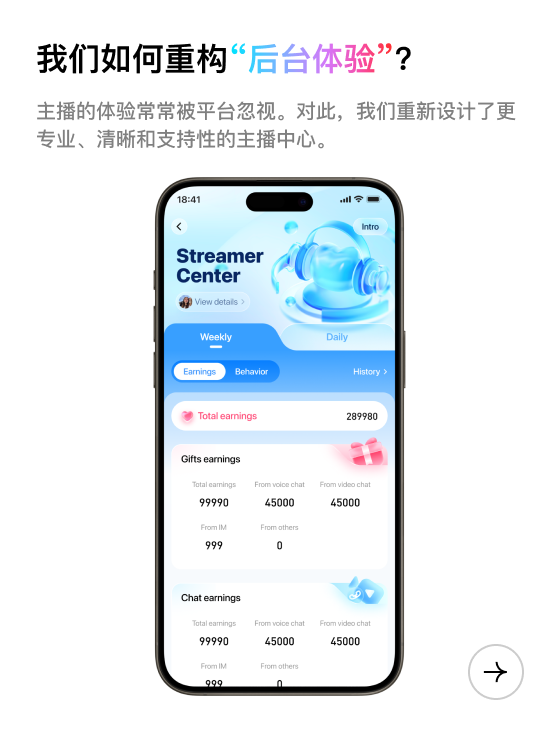 我们如何重构“后台体验”?
主播的体验常常被平台忽视。对此，我们重新设计了更
专业、清晰和支持性的主播中心。
18:41
Intro
Streamer
Center
View details
Weekly
Daily
Earnings
Behavior
History
Total earnings
289980
Gifts earnings
Total earnings
From voice chat
From video chat
99990
45000
45000
From IM
From others
999
0
Chat earnings
Total earnings
From voice chat
From video chat
99990
45000
45000
From IM
From others
999
0